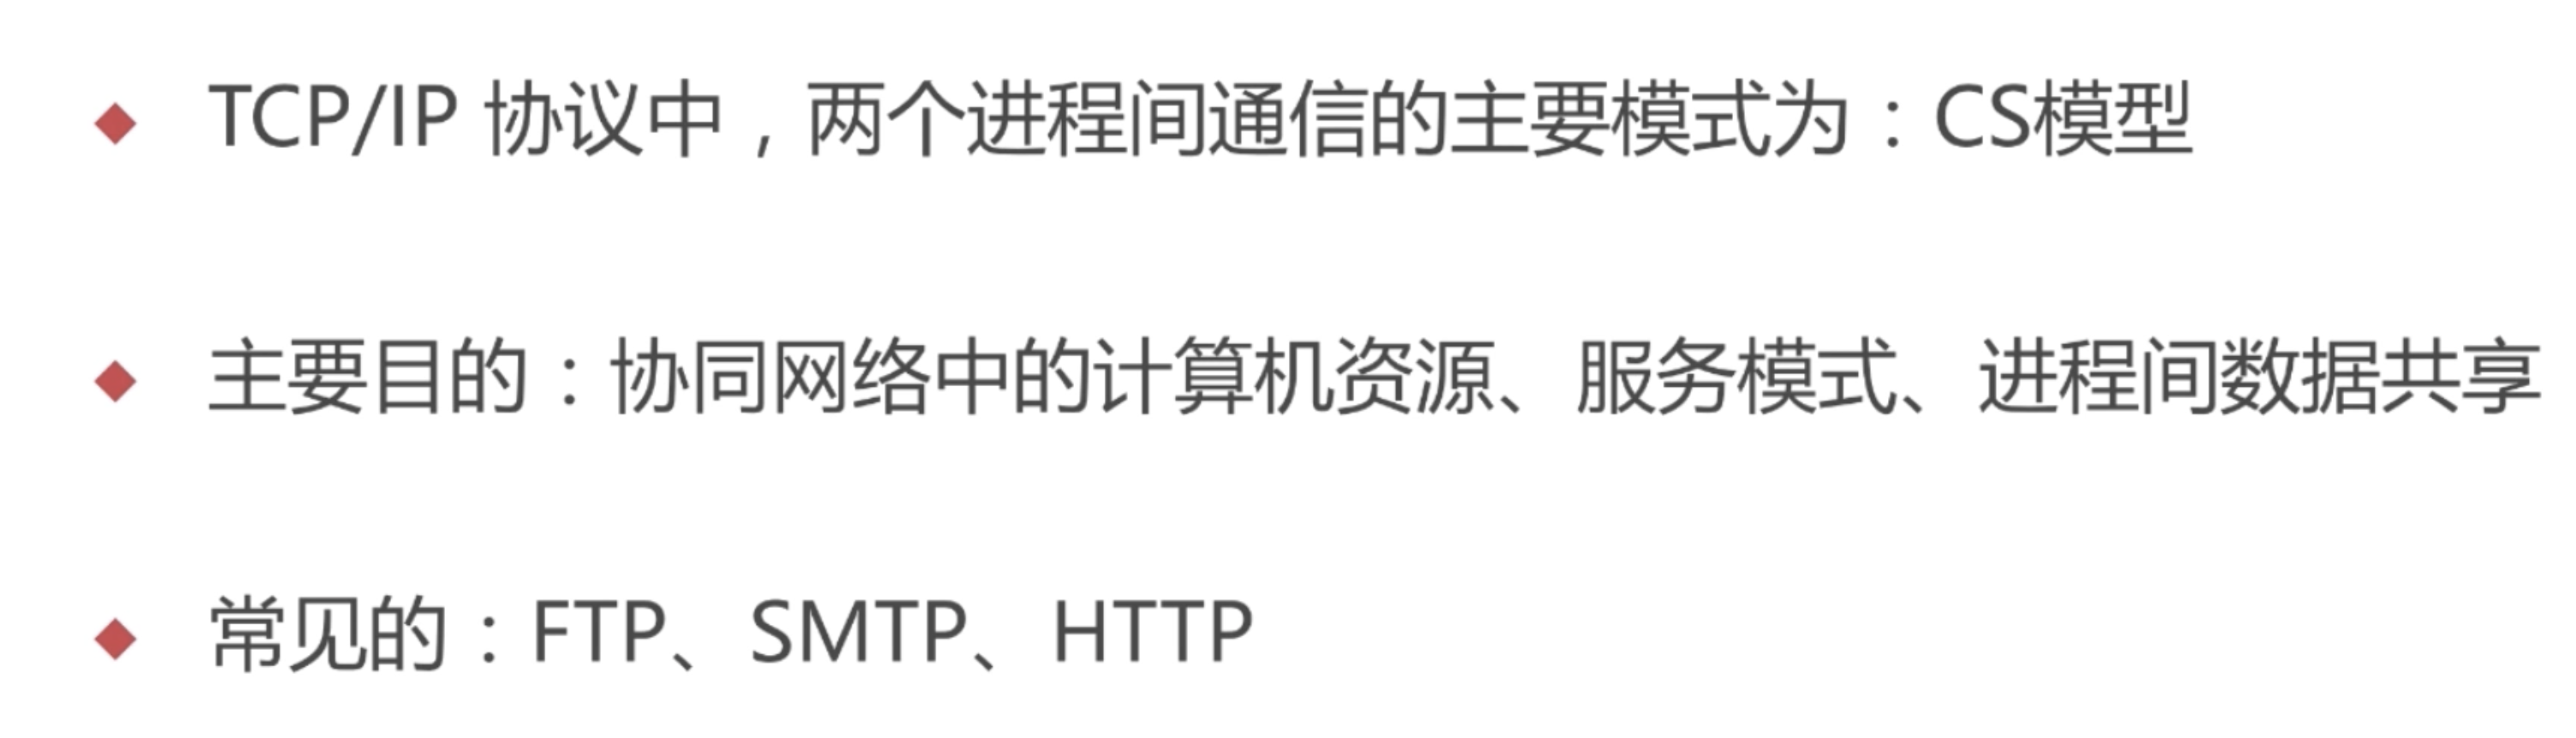 TCP/IP 协议中，两个进程间通信的主要模式为：CS模型
主要目的：协同网络中的计算机资源、服务模式、进程间数据共享
常见的：FTP、SMTP、HTTP